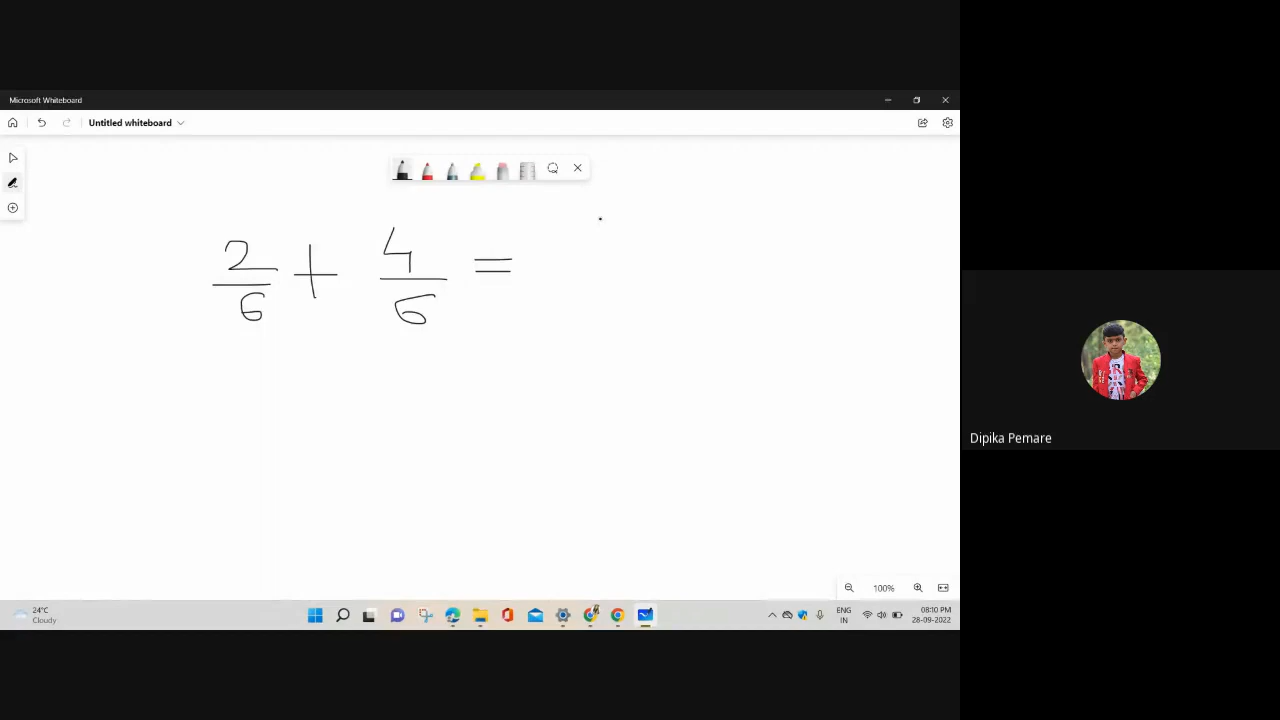 Microsoft Whiteboard
Untitled whiteboard
2/6 + 4/6 =
Dipika Pemare
100%
24°C
Cloudy
ENG
IN
08:10 PM
28-09-2022